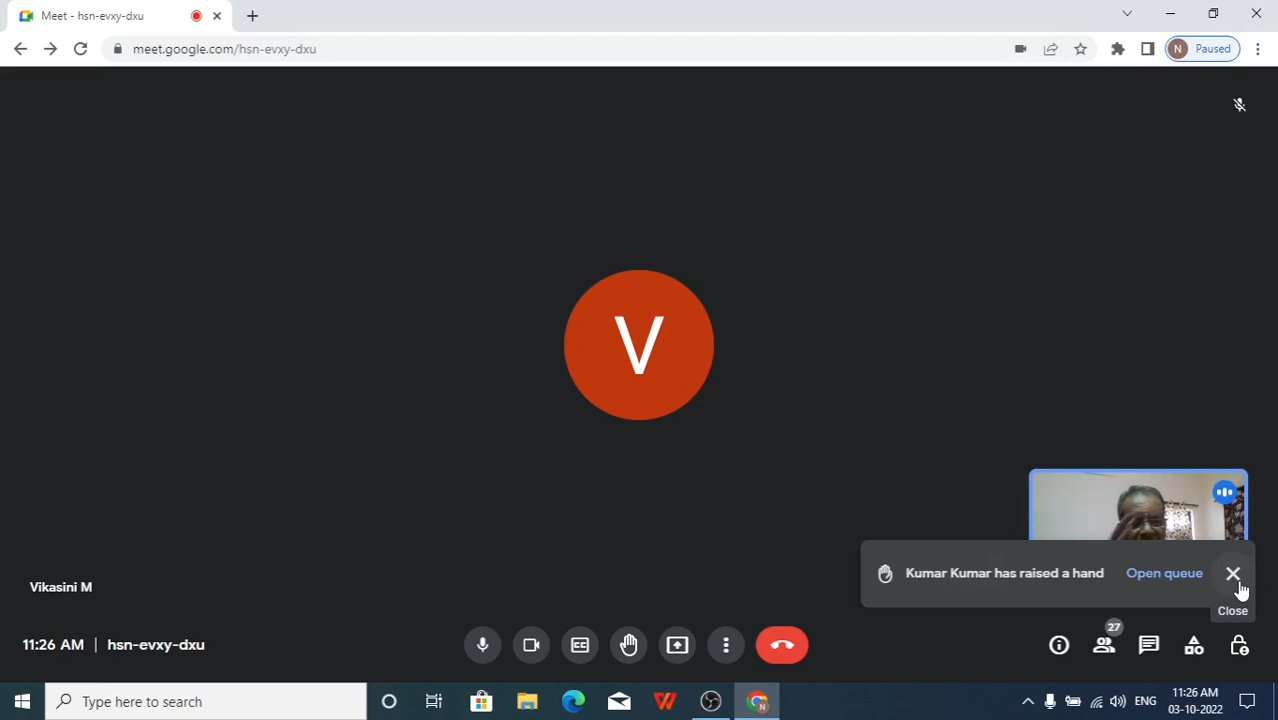 Meet - hsn-evxy-dxu
meet.google.com/hsn-evxy-dxu
N Paused
V
Kumar Kumar has raised a hand Open queue
Vikasini M
Close
11:26 AM | hsn-evxy-dxu
CC
27
Type here to search
W
N
ENG
11:26 AM
03-10-2022